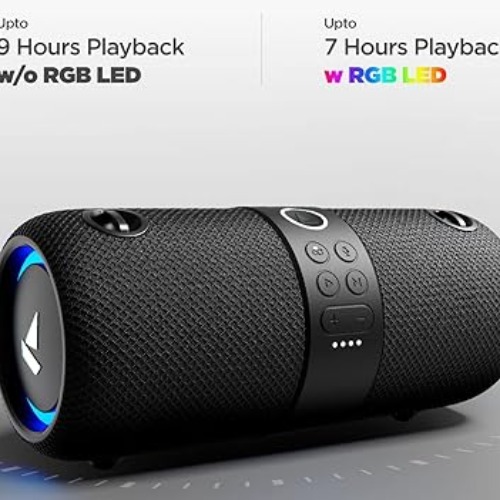 Upto
9 Hours Playback
w/o RGB LED
Upto
7 Hours Playbac
w RGB LED